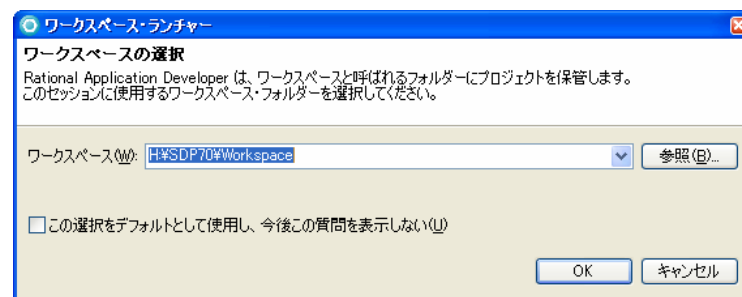 ワークスペース・ランチャー
ワークスペースの選択
Rational Application Developer は、ワークスペースと呼ばれるフォルダーにプロジェクトを保管します。
このセッションに使用するワークスペース・フォルダーを選択してください。
ワークスペース(W): H:¥SDP70¥Workspace 参照(B)...
この選択をデフォルトとして使用し、今後この質問を表示しない(U)
OK キャンセル